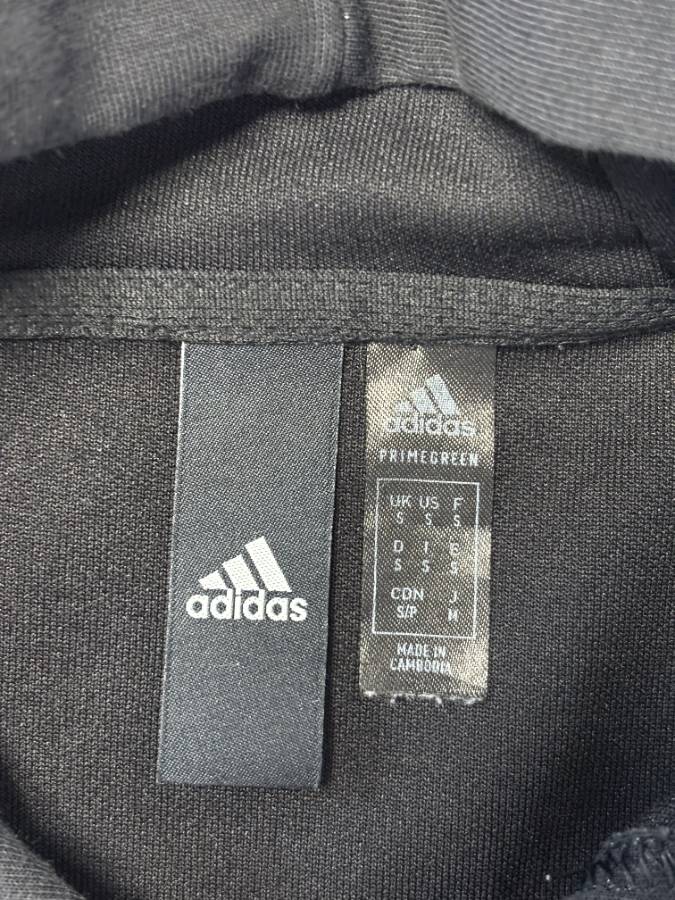 adidas
adidas
PRIMEGREEN
UK US F
S S S
D I E
S S S
CDN J
S/P M
MADE IN
CAMBODIA